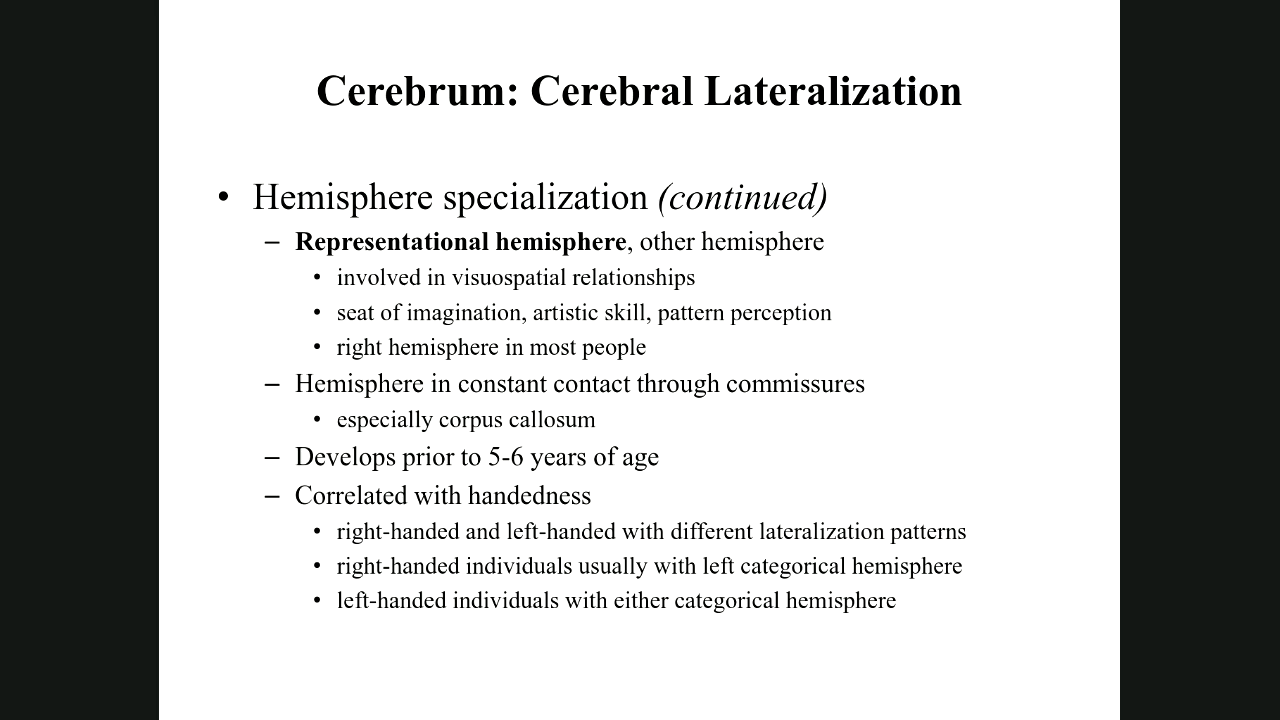 Cerebrum: Cerebral Lateralization
• Hemisphere specialization (continued)
– Representational hemisphere, other hemisphere
• involved in visuospatial relationships
• seat of imagination, artistic skill, pattern perception
• right hemisphere in most people
– Hemisphere in constant contact through commissures
• especially corpus callosum
– Develops prior to 5-6 years of age
– Correlated with handedness
• right-handed and left-handed with different lateralization patterns
• right-handed individuals usually with left categorical hemisphere
• left-handed individuals with either categorical hemisphere